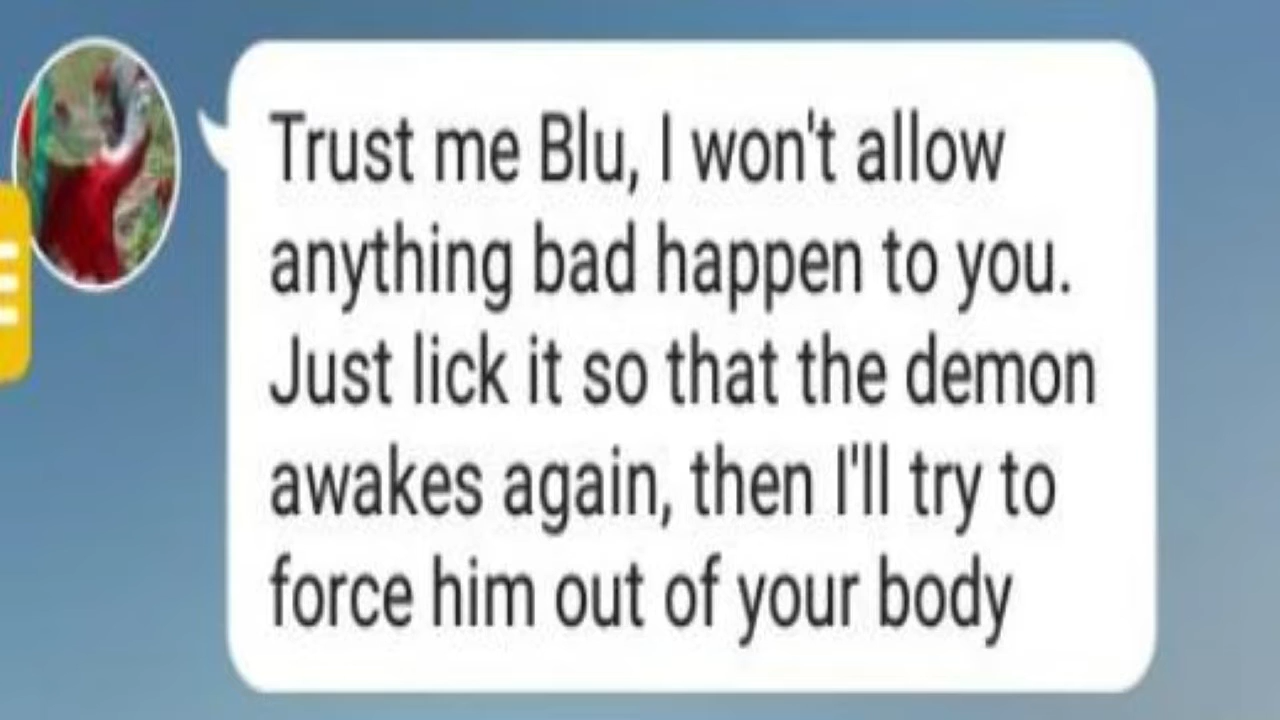 Trust me Blu, I won't allow
anything bad happen to you.
Just lick it so that the demon
awakes again, then I'll try to
force him out of your body